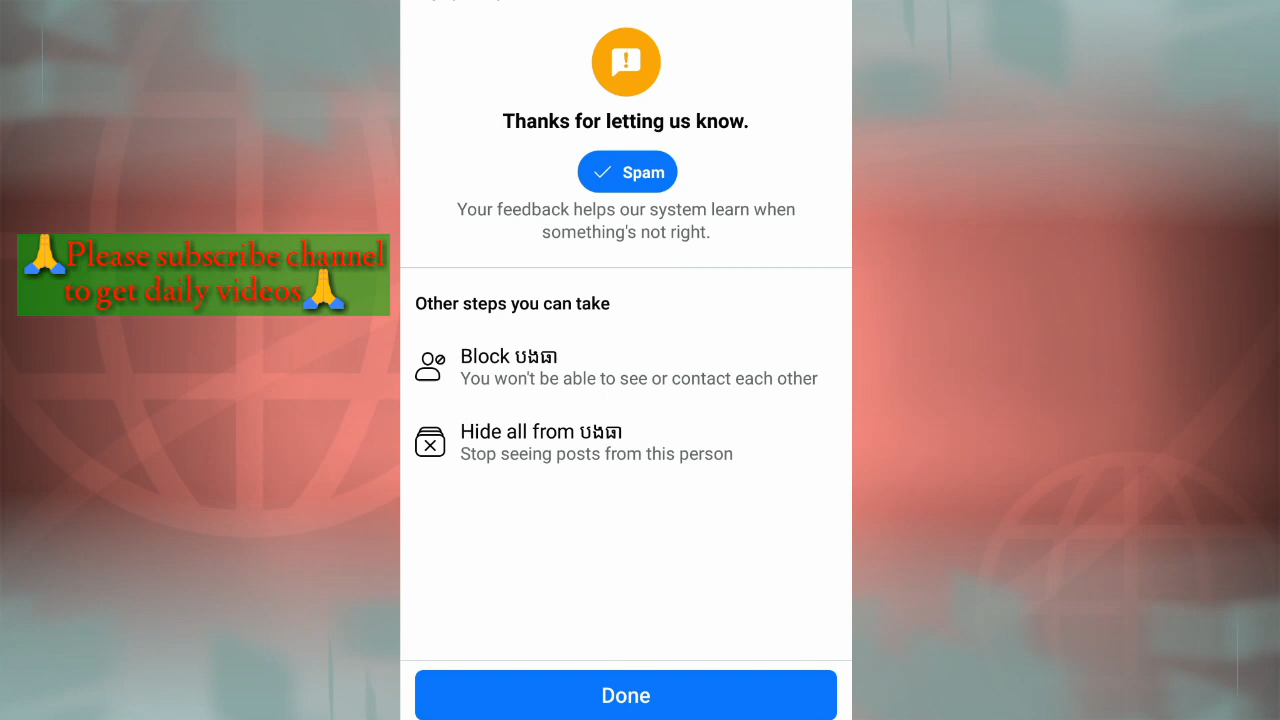 Thanks for letting us know.
Spam
Your feedback helps our system learn when
something's not right.
🙏Please subscribe channel
to get daily videos🙏
Other steps you can take
Block បងធា
You won't be able to see or contact each other
Hide all from បងធា
Stop seeing posts from this person
Done